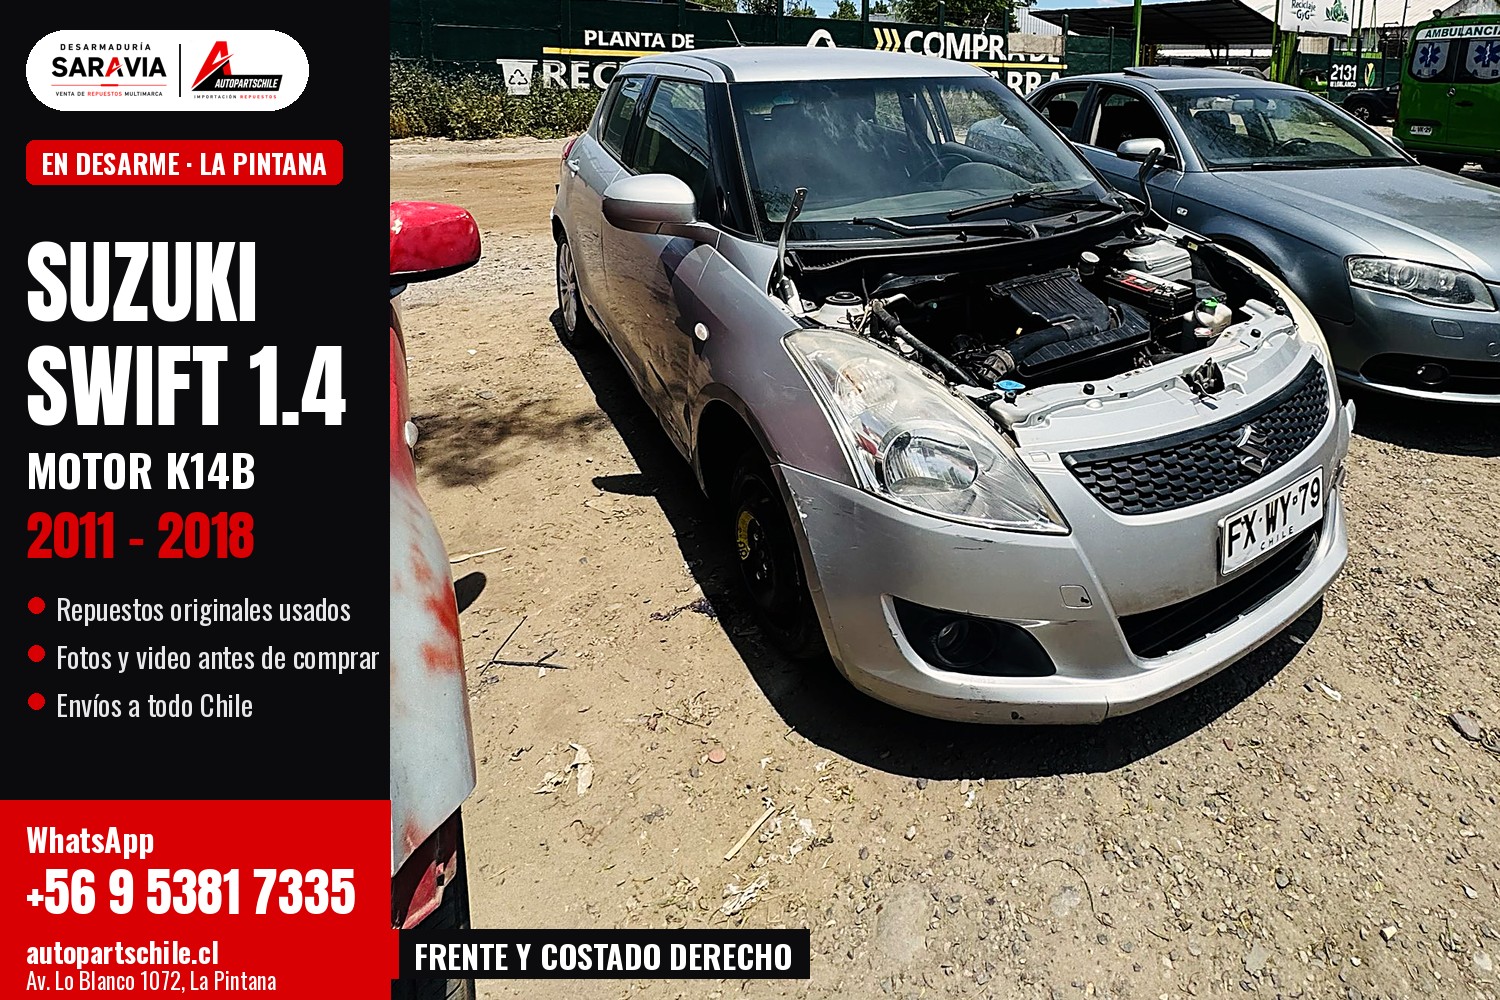 DESARMADURÍA
SARAVIA
VENTA DE REPUESTOS MULTIMARCA
AUTOPARTSCHILE
IMPORTACIÓN REPUESTOS
EN DESARME · LA PINTANA
SUZUKI
SWIFT 1.4
MOTOR K14B
2011 - 2018
Repuestos originales usados
Fotos y video antes de comprar
Envíos a todo Chile
WhatsApp
+56 9 5381 7335
autopartschile.cl
Av. Lo Blanco 1072, La Pintana
FRENTE Y COSTADO DERECHO
PLANTA DE
COMPRA DE
Reciclaje
GyG
2131
AMBULANCIA
FX·WY·79
CHILE